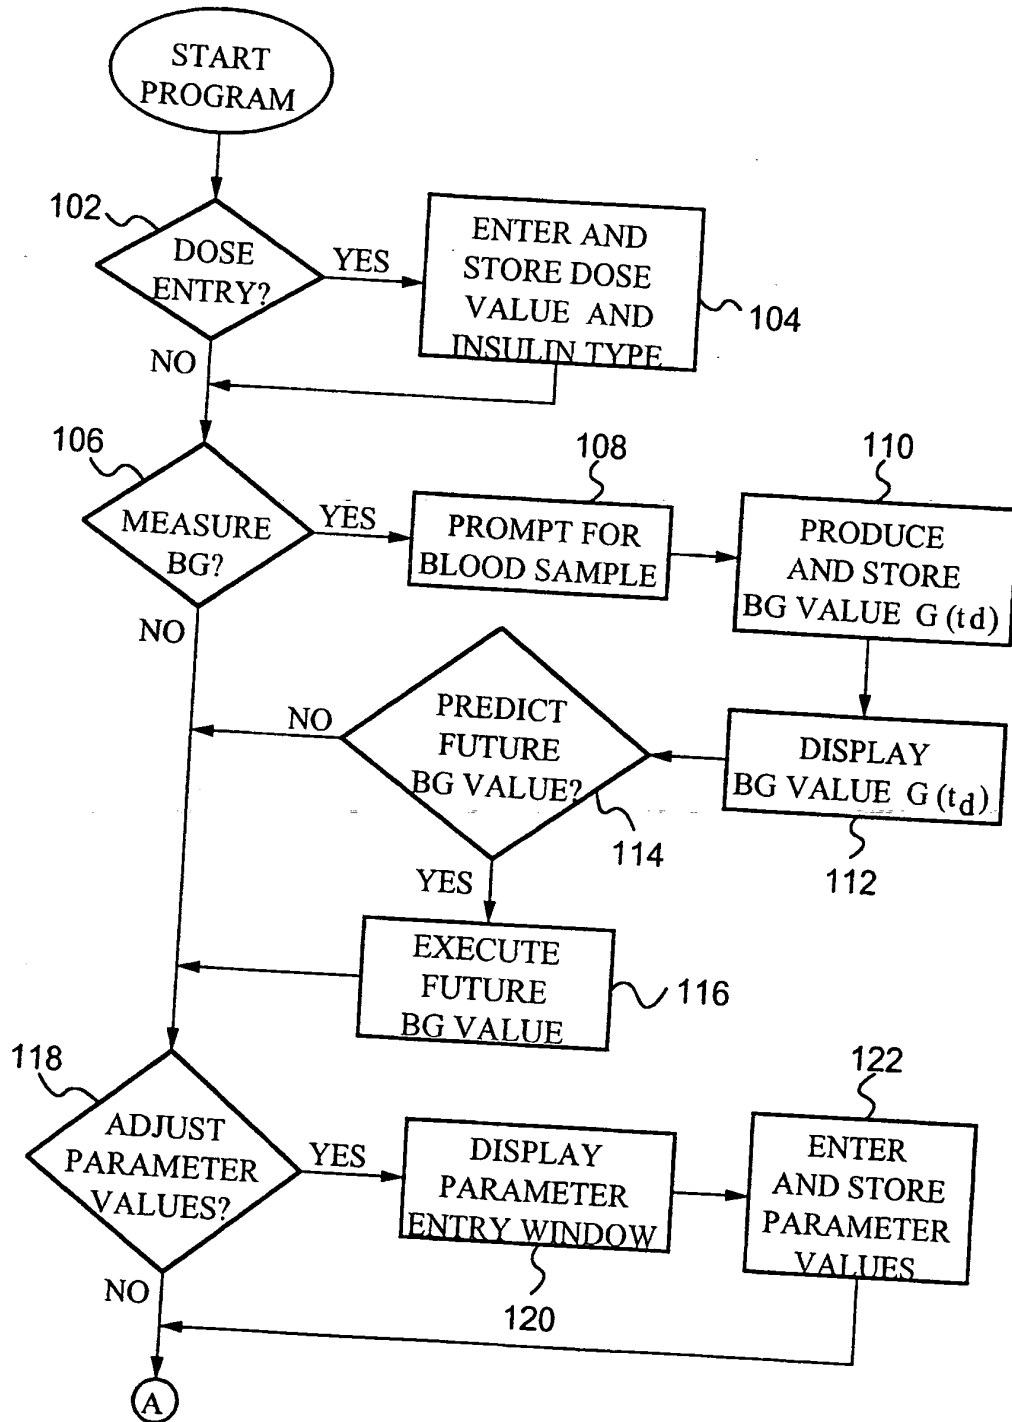 START
PROGRAM
102
DOSE
ENTRY?
YES
ENTER AND
STORE DOSE
VALUE AND
INSULIN TYPE
104
NO
106
MEASURE
BG?
YES
108
PROMPT FOR
BLOOD SAMPLE
110
PRODUCE
AND STORE
BG VALUE G (td)
NO
PREDICT
FUTURE
BG VALUE?
NO
114
DISPLAY
BG VALUE G (td)
112
YES
EXECUTE
FUTURE
BG VALUE
116
118
ADJUST
PARAMETER
VALUES?
YES
DISPLAY
PARAMETER
ENTRY WINDOW
120
122
ENTER
AND STORE
PARAMETER
VALUES
NO
A